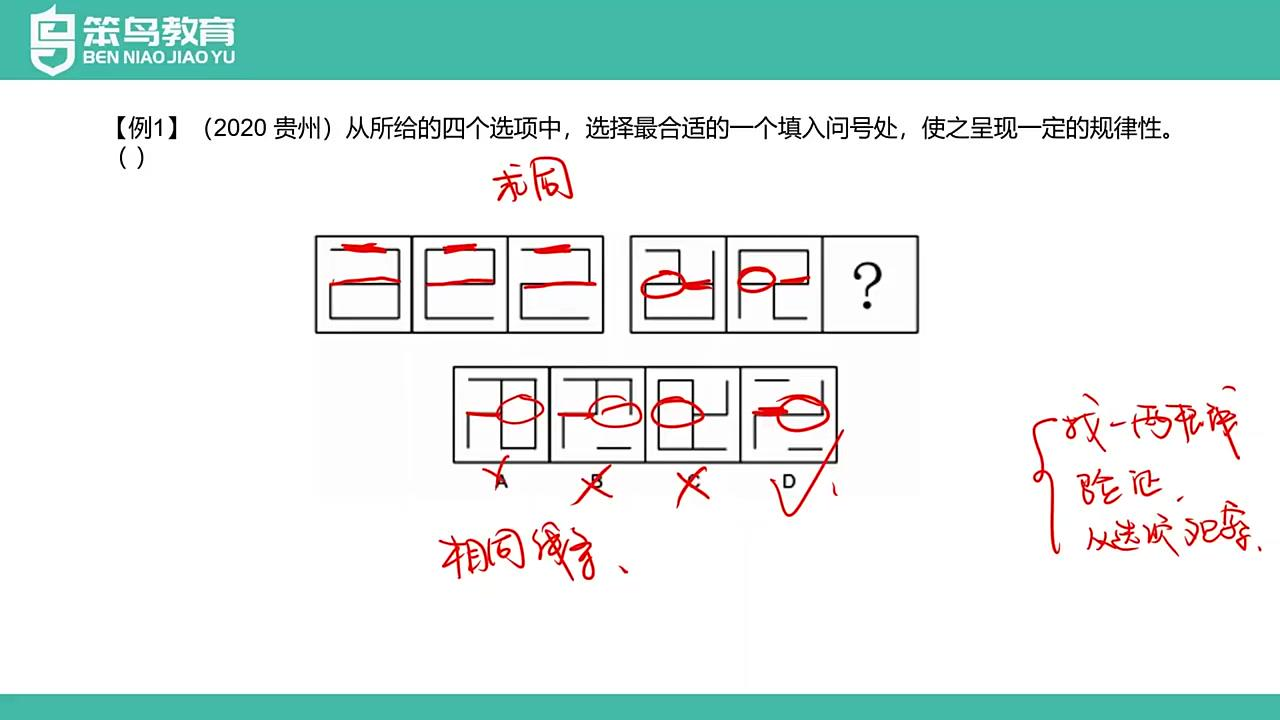 笨鸟教育
BEN NIAO JIAO YU
【例1】（2020 贵州）从所给的四个选项中，选择最合适的一个填入问号处，使之呈现一定的规律性。
（ ）
求同
?
A B C D
相同线条、
验证